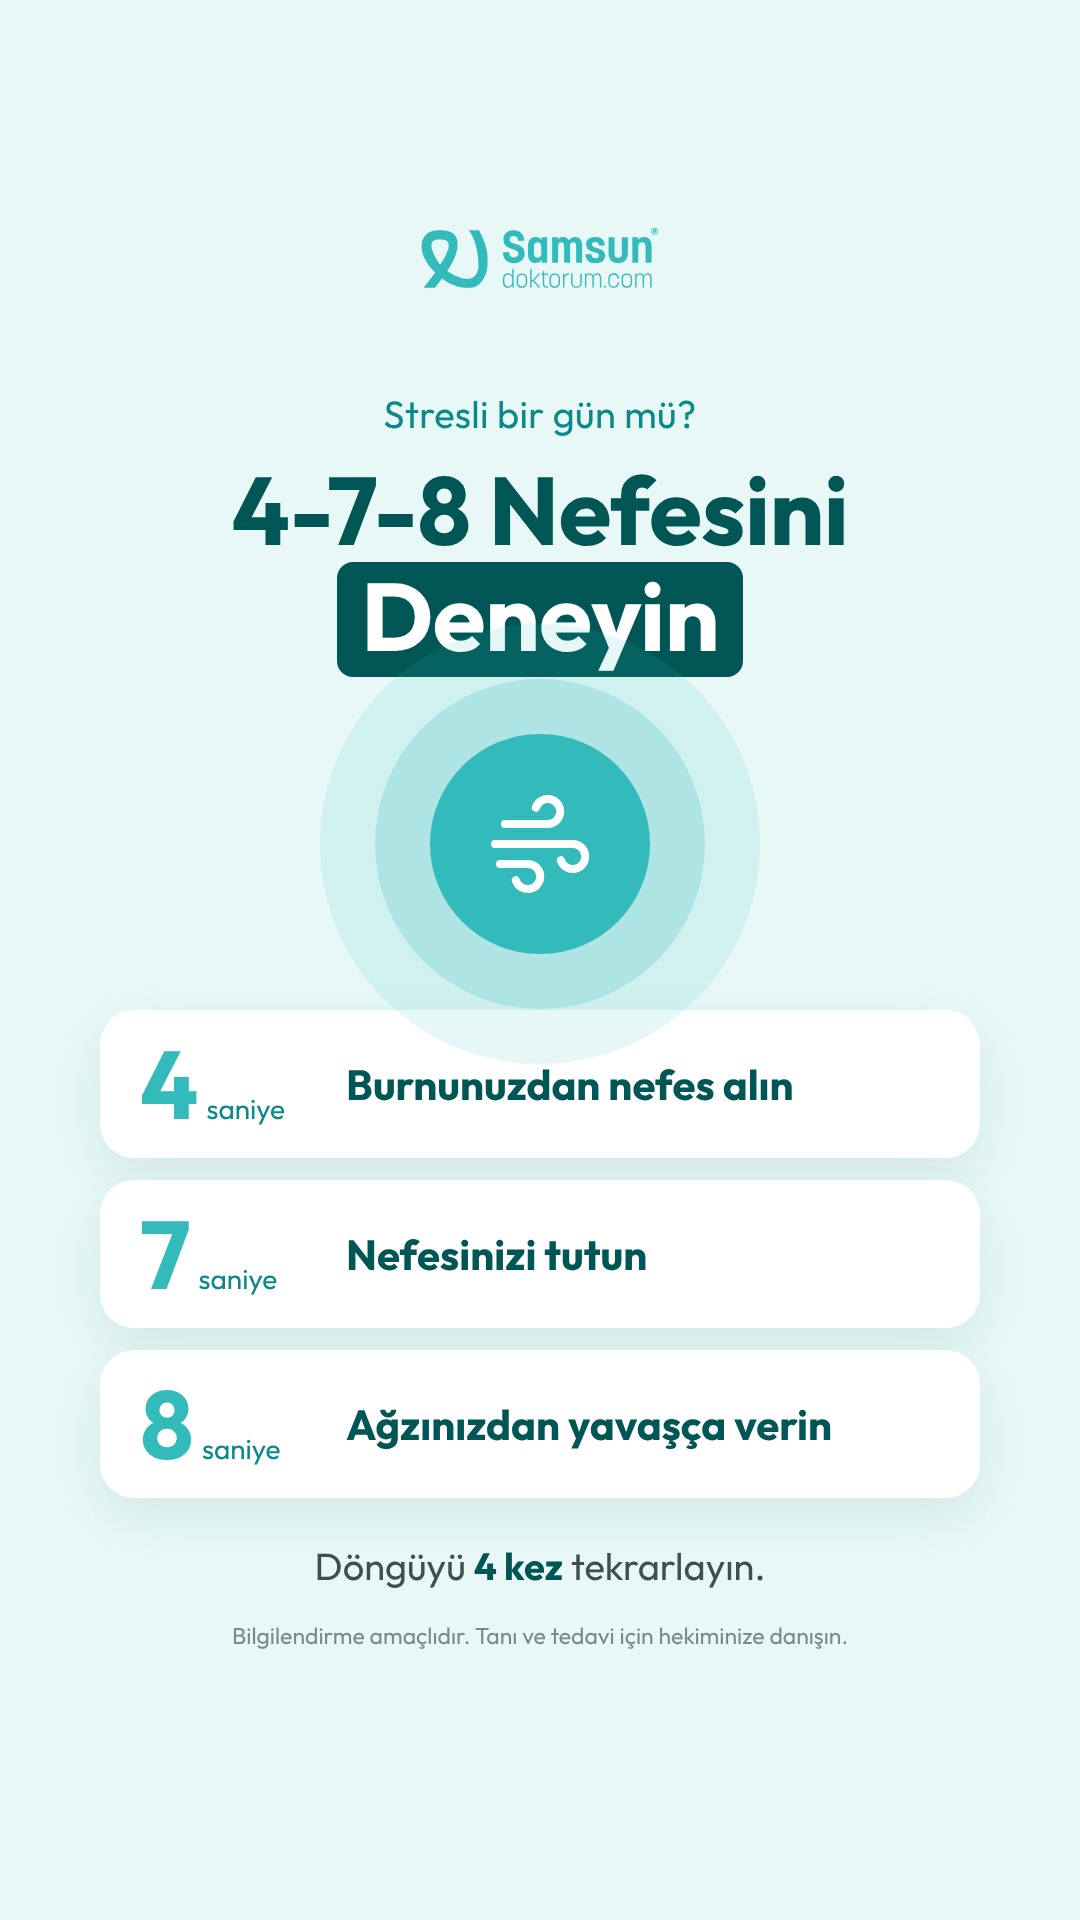 Samsun®
doktorum.com
Stresli bir gün mü?
4-7-8 Nefesini
Deneyin
4 saniye Burnunuzdan nefes alın
7 saniye Nefesinizi tutun
8 saniye Ağzınızdan yavaşça verin
Döngüyü 4 kez tekrarlayın.
Bilgilendirme amaçlıdır. Tanı ve tedavi için hekiminize danışın.